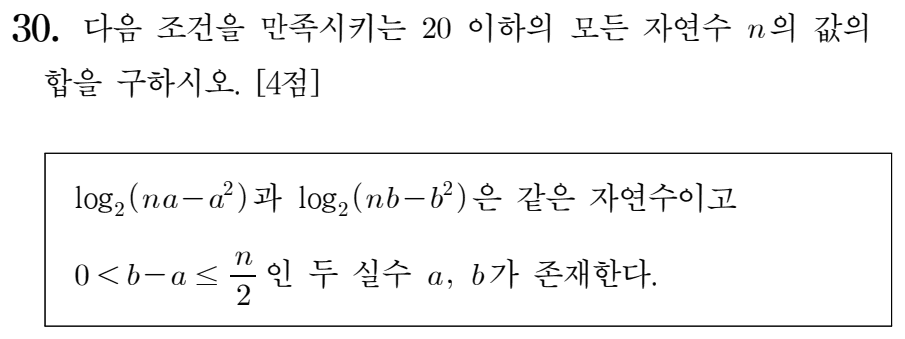 30. 다음 조건을 만족시키는 20 이하의 모든 자연수 n의 값의
합을 구하시오. [4점]
log₂(na−a²)과 log₂(nb−b²)은 같은 자연수이고
0<b−a≤n/2 인 두 실수 a, b가 존재한다.